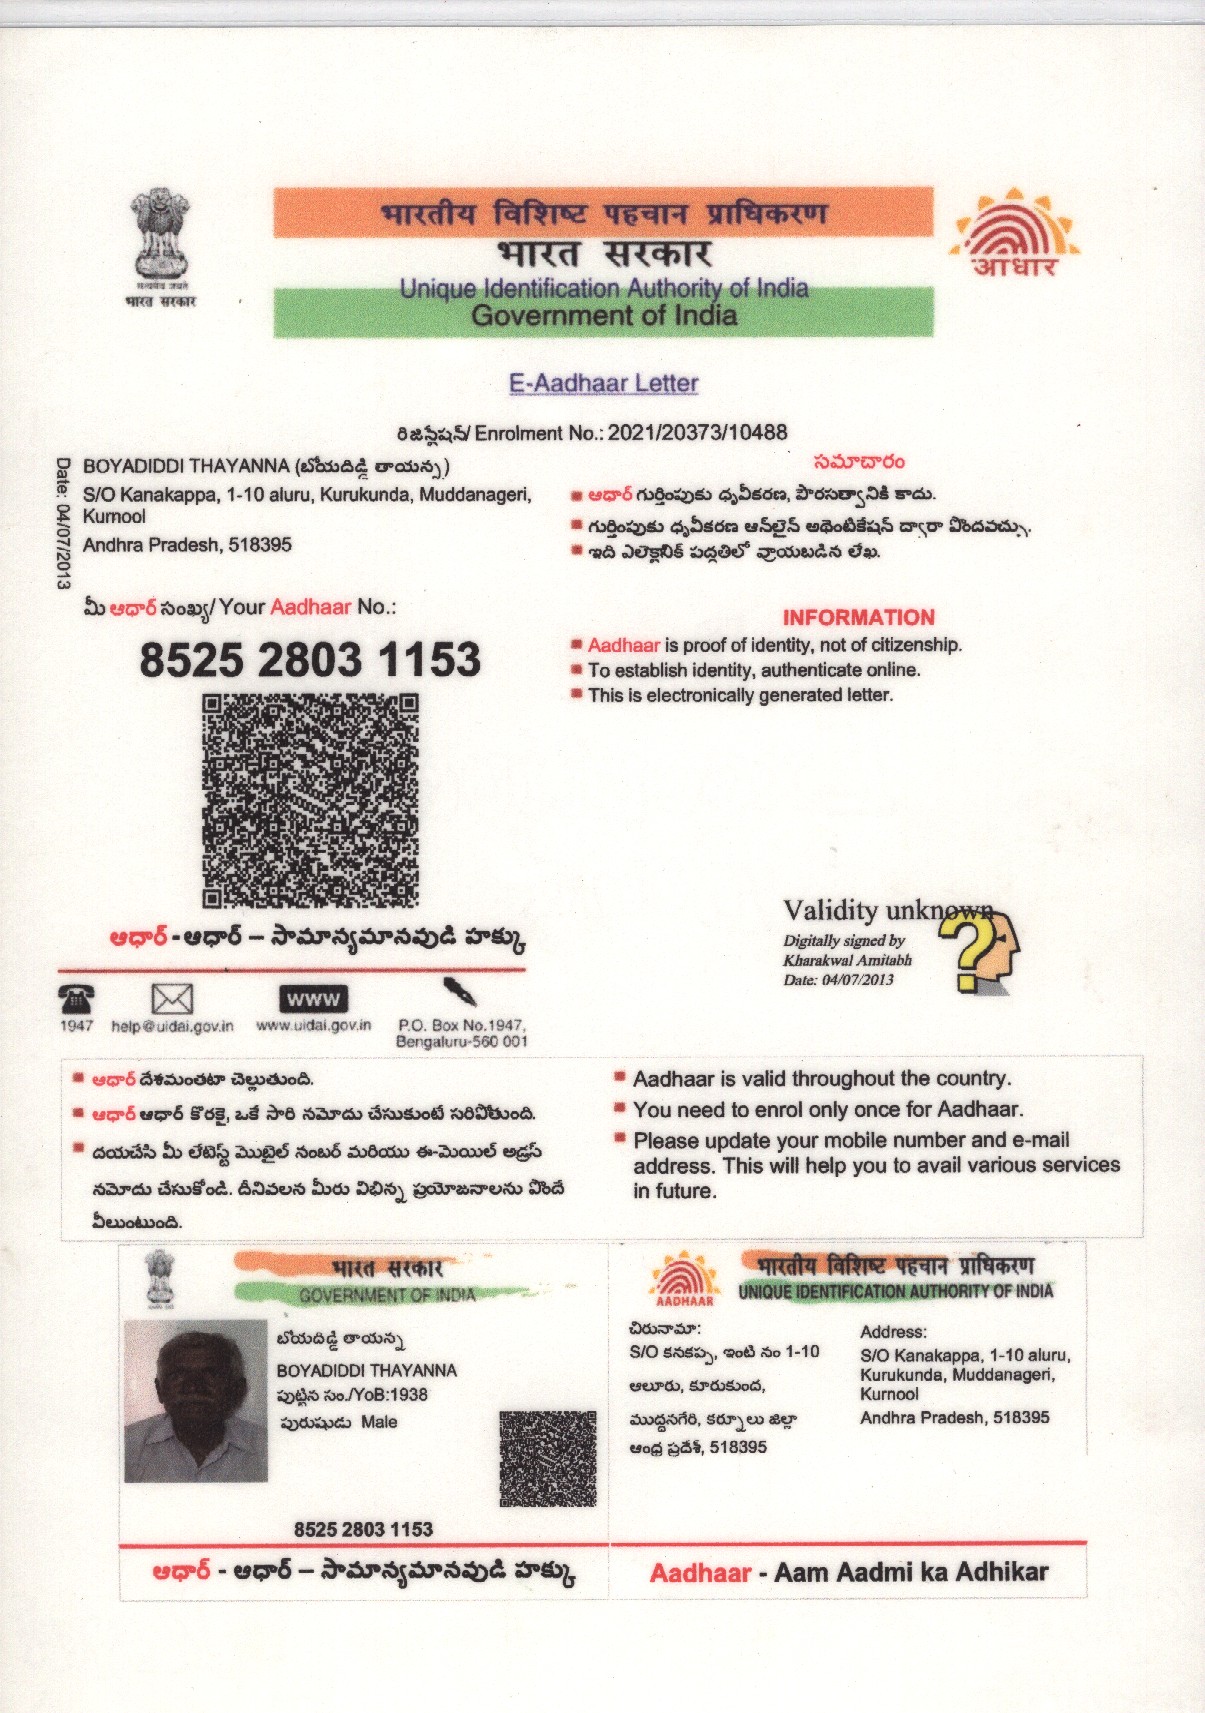 भारतीय विशिष्ट पहचान प्राधिकरण
भारत सरकार
Unique Identification Authority of India
Government of India
सत्यमेव जयते
भारत सरकार
आधार
E-Aadhaar Letter
రిజిస్ట్రేషన్/ Enrolment No.: 2021/20373/10488
Date: 04/07/2013
BOYADIDDI THAYANNA (బోయదిడ్డి తాయన్న)
S/O Kanakappa, 1-10 aluru, Kurukunda, Muddanageri,
Kurnool
Andhra Pradesh, 518395
మీ ఆధార్ సంఖ్య/ Your Aadhaar No.:
8525 2803 1153
సమాచారం
ఆధార్ గుర్తింపుకు ధృవీకరణ, పౌరసత్వానికి కాదు.
గుర్తింపుకు ధృవీకరణ ఆన్‌లైన్ అథెంటికేషన్ ద్వారా పొందవచ్చు.
ఇది ఎలెక్ట్రానిక్ పద్ధతిలో వ్రాయబడిన లేఖ.
INFORMATION
Aadhaar is proof of identity, not of citizenship.
To establish identity, authenticate online.
This is electronically generated letter.
Validity unknown
Digitally signed by
Kharakwal Amitabh
Date: 04/07/2013
ఆధార్ - ఆధార్ – సామాన్యమానవుడి హక్కు
1947
help@uidai.gov.in
www
www.uidai.gov.in
P.O. Box No.1947,
Bengaluru-560 001
ఆధార్ దేశమంతటా చెల్లుతుంది.
ఆధార్ ఆధార్ కొరకై, ఒకే సారి నమోదు చేసుకుంటే సరిపోతుంది.
దయచేసి మీ లేటెస్ట్ మొబైల్ నంబర్ మరియు ఈ-మెయిల్ అడ్రస్
నమోదు చేసుకోండి. దీనివలన మీరు విభిన్న ప్రయోజనాలను పొందే
వీలుంటుంది.
Aadhaar is valid throughout the country.
You need to enrol only once for Aadhaar.
Please update your mobile number and e-mail
address. This will help you to avail various services
in future.
भारत सरकार
GOVERNMENT OF INDIA
బోయదిడ్డి తాయన్న
BOYADIDDI THAYANNA
పుట్టిన సం./YoB:1938
పురుషుడు Male
8525 2803 1153
ఆధార్ - ఆధార్ – సామాన్యమానవుడి హక్కు
AADHAAR
भारतीय विशिष्ट पहचान प्राधिकरण
UNIQUE IDENTIFICATION AUTHORITY OF INDIA
చిరునామా:
S/O కనకప్ప, ఇంటి నం 1-10
ఆలూరు, కూరుకుంద,
ముద్దనగేరి, కర్నూలు జిల్లా
ఆంధ్ర ప్రదేశ్, 518395
Address:
S/O Kanakappa, 1-10 aluru,
Kurukunda, Muddanageri,
Kurnool
Andhra Pradesh, 518395
Aadhaar - Aam Aadmi ka Adhikar